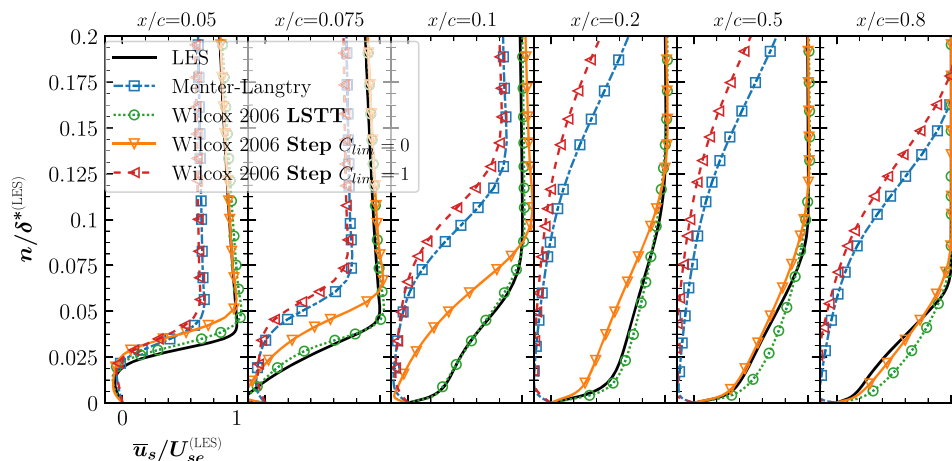 x/c=0.05 x/c=0.075 x/c=0.1 x/c=0.2 x/c=0.5 x/c=0.8
0.2
0.175
0.15
0.125
0.1
0.075
0.05
0.025
0
n/δ*(LES)
LES
Menter-Langtry
Wilcox 2006 LSTT
Wilcox 2006 Step C_lim=0
Wilcox 2006 Step C_lim=1
0 1
u̅_s/U_se^(LES)